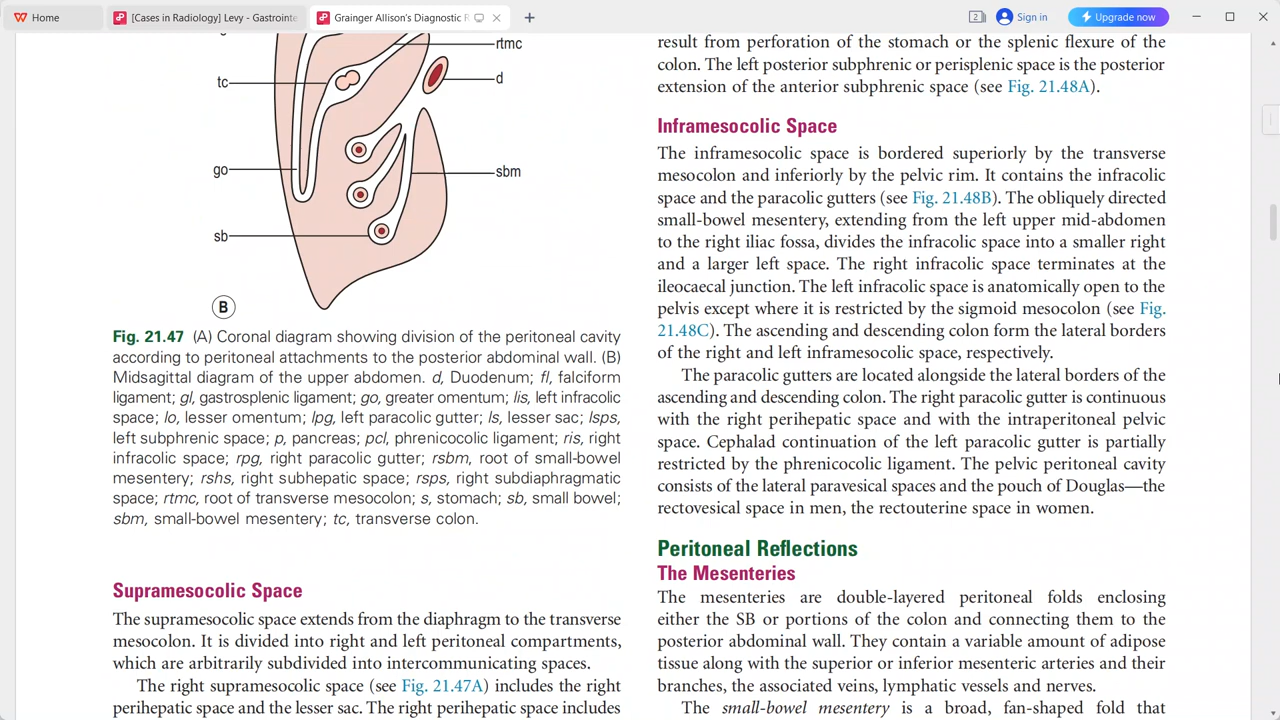 Home
[Cases in Radiology] Levy - Gastrointe
Grainger Allison's Diagnostic R
2
Sign in
Upgrade now
rtmc
tc
d
go
sbm
sb
B
Fig. 21.47 (A) Coronal diagram showing division of the peritoneal cavity
according to peritoneal attachments to the posterior abdominal wall. (B)
Midsagittal diagram of the upper abdomen. d, Duodenum; fl, falciform
ligament; gl, gastrosplenic ligament; go, greater omentum; lis, left infracolic
space; lo, lesser omentum; lpg, left paracolic gutter; ls, lesser sac; lsps,
left subphrenic space; p, pancreas; pcl, phrenicocolic ligament; ris, right
infracolic space; rpg, right paracolic gutter; rsbm, root of small-bowel
mesentery; rshs, right subhepatic space; rsps, right subdiaphragmatic
space; rtmc, root of transverse mesocolon; s, stomach; sb, small bowel;
sbm, small-bowel mesentery; tc, transverse colon.
Supramesocolic Space
The supramesocolic space extends from the diaphragm to the transverse
mesocolon. It is divided into right and left peritoneal compartments,
which are arbitrarily subdivided into intercommunicating spaces.
The right supramesocolic space (see Fig. 21.47A) includes the right
perihepatic space and the lesser sac. The right perihepatic space includes
result from perforation of the stomach or the splenic flexure of the
colon. The left posterior subphrenic or perisplenic space is the posterior
extension of the anterior subphrenic space (see Fig. 21.48A).
Inframesocolic Space
The inframesocolic space is bordered superiorly by the transverse
mesocolon and inferiorly by the pelvic rim. It contains the infracolic
space and the paracolic gutters (see Fig. 21.48B). The obliquely directed
small-bowel mesentery, extending from the left upper mid-abdomen
to the right iliac fossa, divides the infracolic space into a smaller right
and a larger left space. The right infracolic space terminates at the
ileocaecal junction. The left infracolic space is anatomically open to the
pelvis except where it is restricted by the sigmoid mesocolon (see Fig.
21.48C). The ascending and descending colon form the lateral borders
of the right and left inframesocolic space, respectively.
The paracolic gutters are located alongside the lateral borders of the
ascending and descending colon. The right paracolic gutter is continuous
with the right perihepatic space and with the intraperitoneal pelvic
space. Cephalad continuation of the left paracolic gutter is partially
restricted by the phrenicocolic ligament. The pelvic peritoneal cavity
consists of the lateral paravesical spaces and the pouch of Douglas—the
rectovesical space in men, the rectouterine space in women.
Peritoneal Reflections
The Mesenteries
The mesenteries are double-layered peritoneal folds enclosing
either the SB or portions of the colon and connecting them to the
posterior abdominal wall. They contain a variable amount of adipose
tissue along with the superior or inferior mesenteric arteries and their
branches, the associated veins, lymphatic vessels and nerves.
The small-bowel mesentery is a broad, fan-shaped fold that